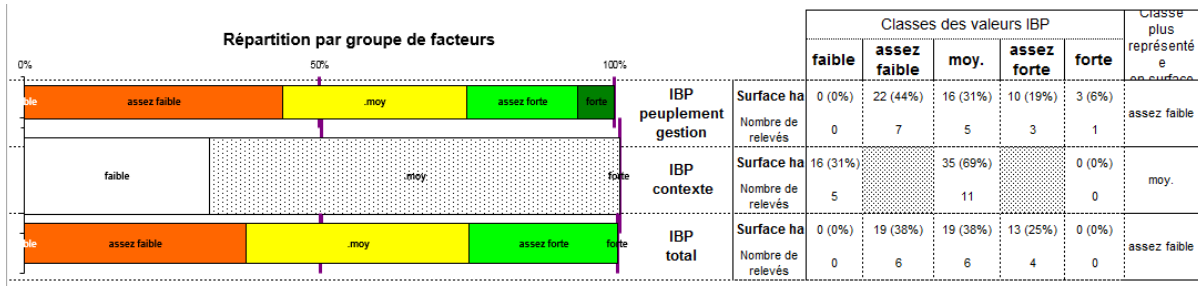 Répartition par groupe de facteurs
0% 50% 100%
Classes des valeurs IBP
Classe plus représenté e en surface
faible assez faible moy. assez forte forte
ble assez faible .moy assez forte forte
IBP peuplement gestion
Surface ha 0 (0%) 22 (44%) 16 (31%) 10 (19%) 3 (6%) assez faible
Nombre de relevés 0 7 5 3 1
faible .moy forte
IBP contexte
Surface ha 16 (31%) 35 (69%) 0 (0%) moy.
Nombre de relevés 5 11 0
ble assez faible .moy assez forte forte
IBP total
Surface ha 0 (0%) 19 (38%) 19 (38%) 13 (25%) 0 (0%) assez faible
Nombre de relevés 0 6 6 4 0